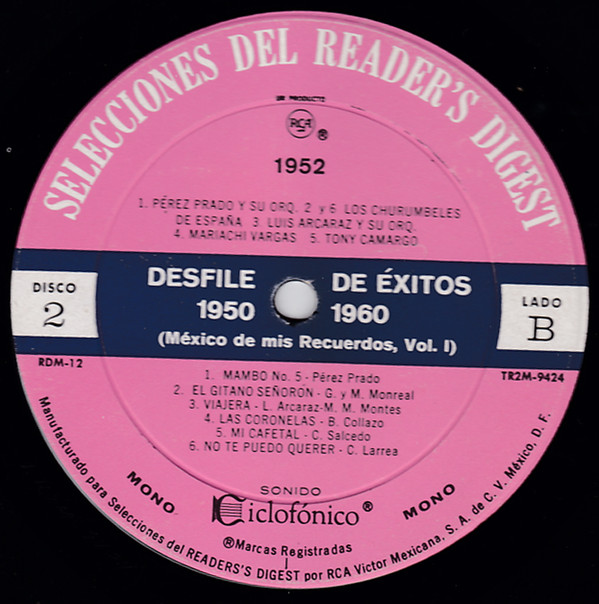 SELECCIONES DEL READER'S DIGEST
UN PRODUCTO
RCA ®
1952
1. PÉREZ PRADO Y SU ORQ. 2 y 6 LOS CHURUMBELES
DE ESPAÑA 3. LUIS ARCARAZ Y SU ORQ.
4. MARIACHI VARGAS 5. TONY CAMARGO
DISCO
2
DESFILE DE ÉXITOS
1950 1960
(México de mis Recuerdos, Vol. I)
LADO
B
RDM-12
TR2M-9424
1. MAMBO No. 5 - Pérez Prado
2. EL GITANO SEÑORÓN - G. y M. Monreal
3. VIAJERA - L. Arcaraz-M. M. Montes
4. LAS CORONELAS - B. Collazo
5. MI CAFETAL - C. Salcedo
6. NO TE PUEDO QUERER - C. Larrea
MONO
SONIDO
Ciclofónico®
MONO
®Marcas Registradas
I
Manufacturado para Selecciones del READERS'S DIGEST por RCA Victor Mexicana, S. A. de C. V. México, D. F.